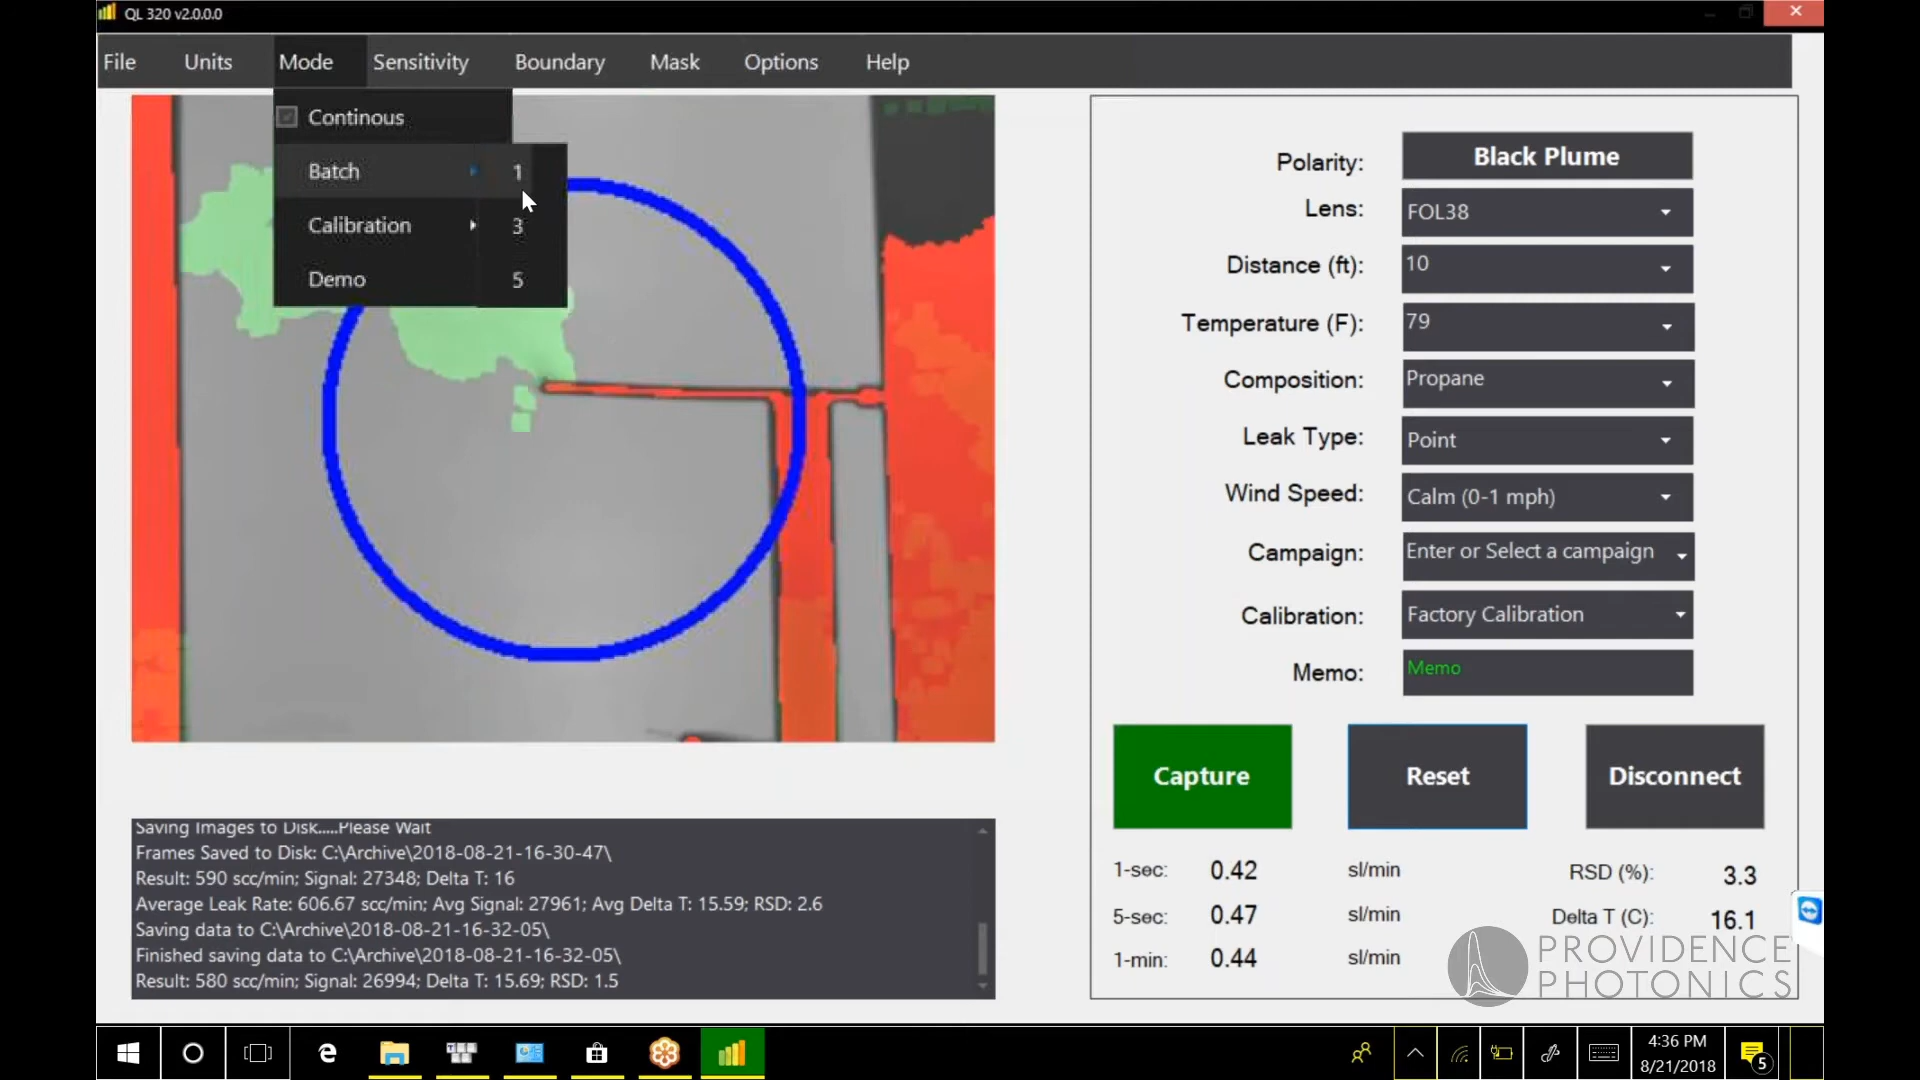 QL 320 v2.0.0.0
File Units Mode Sensitivity Boundary Mask Options Help
Continous
Batch
Calibration
Demo
1
3
5
Polarity: Black Plume
Lens: FOL38
Distance (ft): 10
Temperature (F): 79
Composition: Propane
Leak Type: Point
Wind Speed: Calm (0-1 mph)
Campaign: Enter or Select a campaign
Calibration: Factory Calibration
Memo: Memo
Capture Reset Disconnect
1-sec: 0.42 sl/min RSD (%): 3.3
5-sec: 0.47 sl/min Delta T (C): 16.1
1-min: 0.44 sl/min
PROVIDENCE
PHOTONICS
Saving Images to Disk.....Please Wait
Frames Saved to Disk: C:\Archive\2018-08-21-16-30-47\
Result: 590 scc/min; Signal: 27348; Delta T: 16
Average Leak Rate: 606.67 scc/min; Avg Signal: 27961; Avg Delta T: 15.59; RSD: 2.6
Saving data to C:\Archive\2018-08-21-16-32-05\
Finished saving data to C:\Archive\2018-08-21-16-32-05\
Result: 580 scc/min; Signal: 26994; Delta T: 15.69; RSD: 1.5
4:36 PM
8/21/2018
5